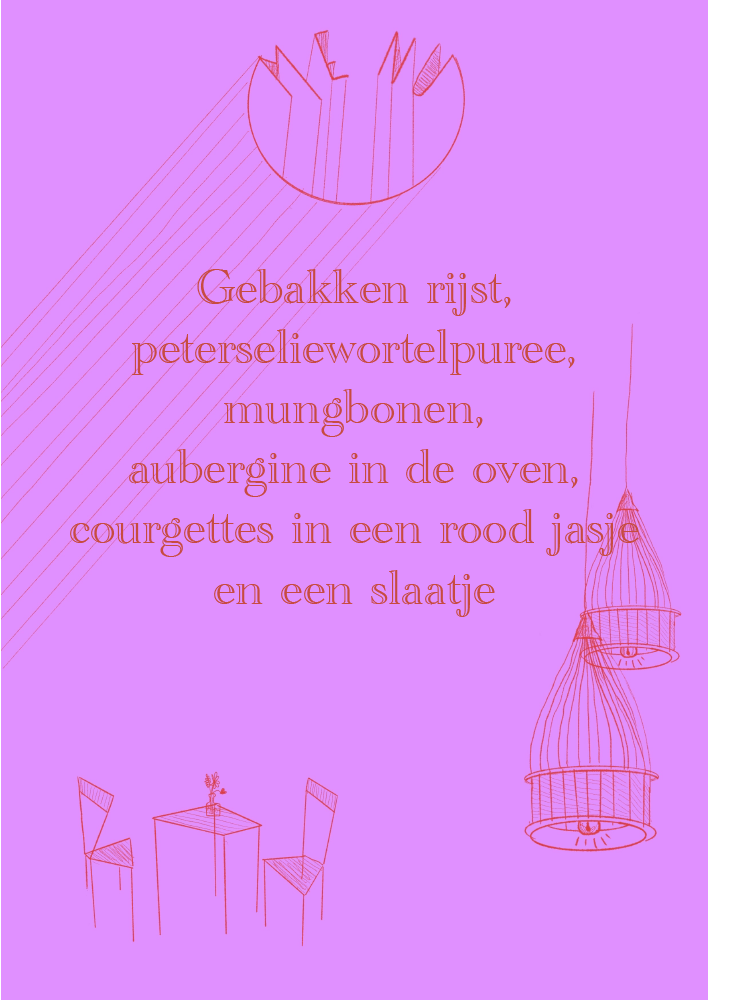 Gebakken rijst,
peterseliewortelpuree,
mungbonen,
aubergine in de oven,
courgettes in een rood jasje
en een slaatje